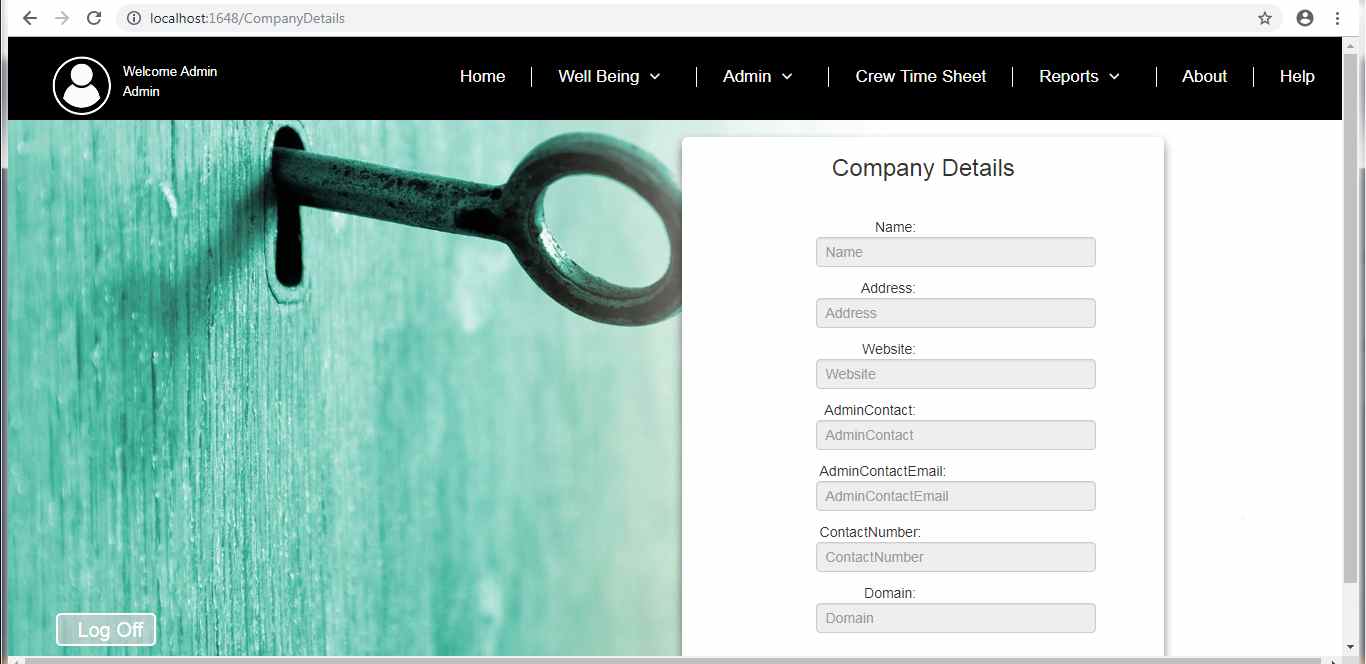 localhost:1648/CompanyDetails
Welcome Admin
Admin
Home
Well Being
Admin
Crew Time Sheet
Reports
About
Help
Company Details
Name:
Name
Address:
Address
Website:
Website
AdminContact:
AdminContact
AdminContactEmail:
AdminContactEmail
ContactNumber:
ContactNumber
Domain:
Domain
Log Off